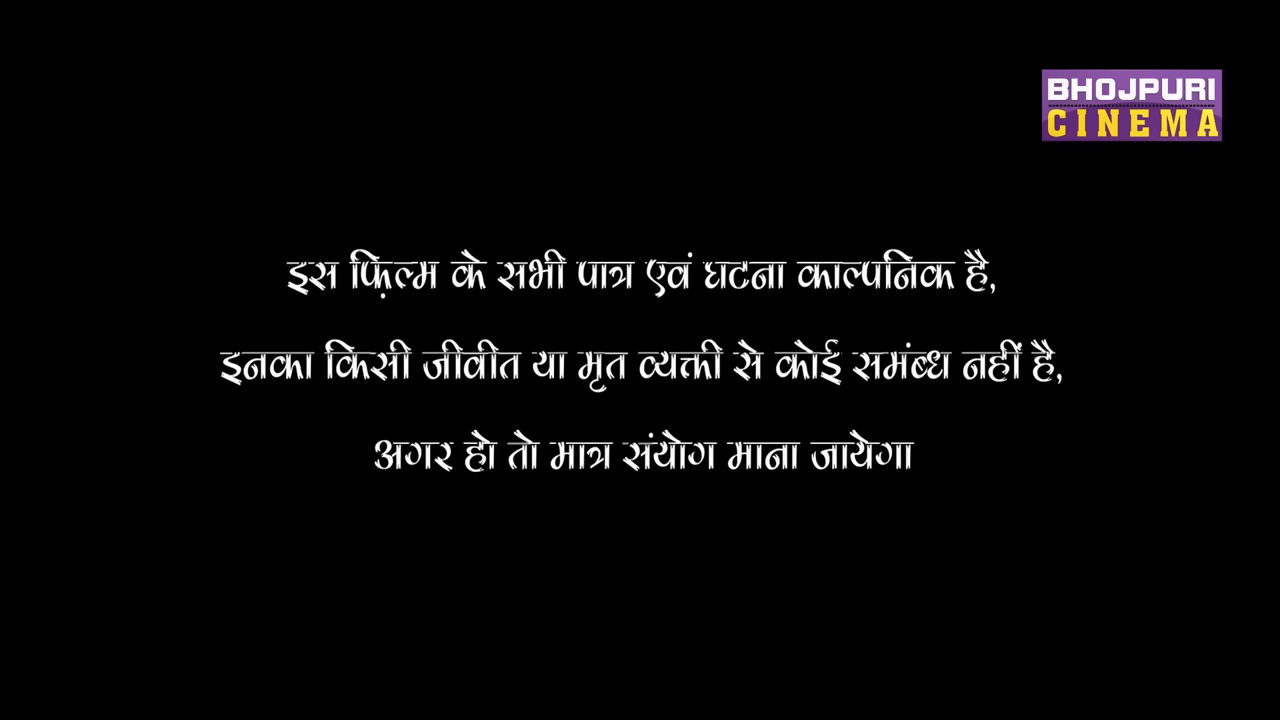 BHOJPURI
CINEMA
इस फ़िल्म के सभी पात्र एवं घटना काल्पनिक है,
इनका किसी जीवीत या मृत व्यक्ती से कोई समंब्ध नहीं है,
अगर हो तो मात्र संयोग माना जायेगा